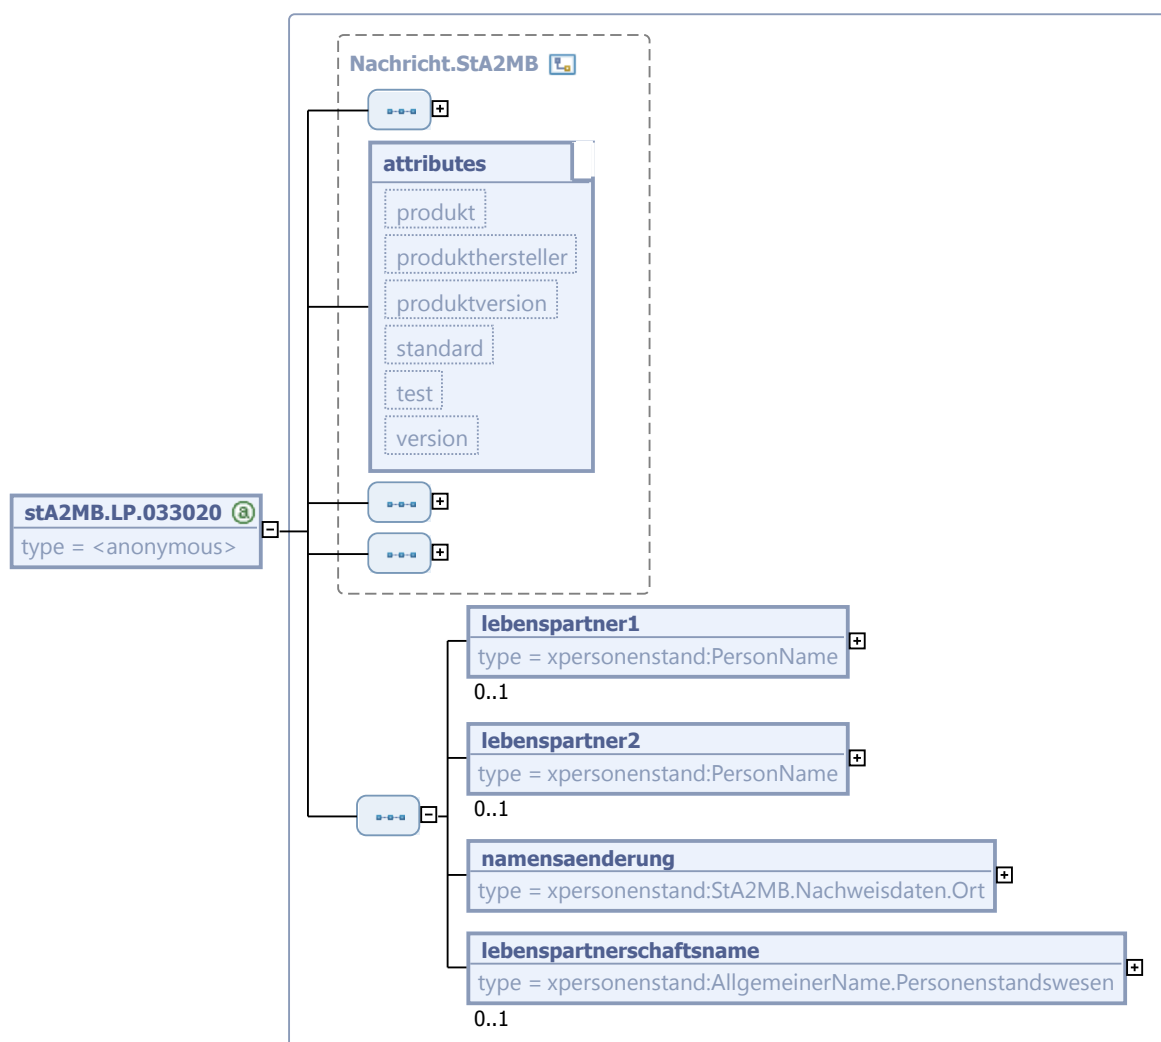 Nachricht.StA2MB
attributes
produkt
produkthersteller
produktversion
standard
test
version
stA2MB.LP.033020 a
type = <anonymous>
lebenspartner1
type = xpersonenstand:PersonName
0..1
lebenspartner2
type = xpersonenstand:PersonName
0..1
namensaenderung
type = xpersonenstand:StA2MB.Nachweisdaten.Ort
lebenspartnerschaftsname
type = xpersonenstand:AllgemeinerName.Personenstandswesen
0..1